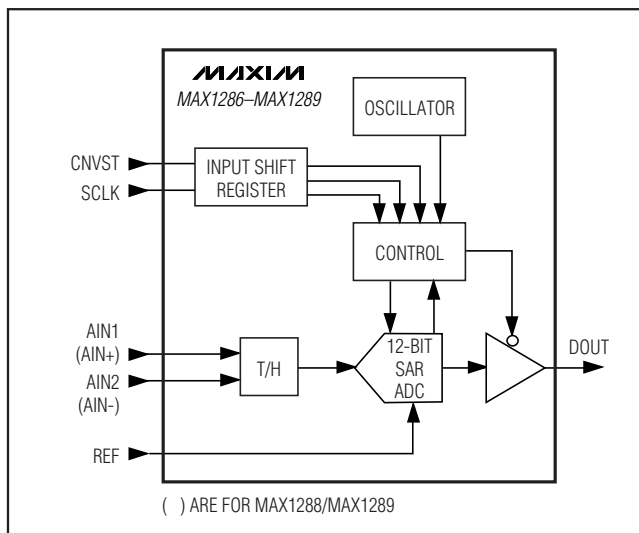 MAXIM
MAX1286–MAX1289
OSCILLATOR
CNVST
SCLK
INPUT SHIFT
REGISTER
CONTROL
AIN1
(AIN+)
AIN2
(AIN-)
T/H
12-BIT
SAR
ADC
DOUT
REF
( ) ARE FOR MAX1288/MAX1289